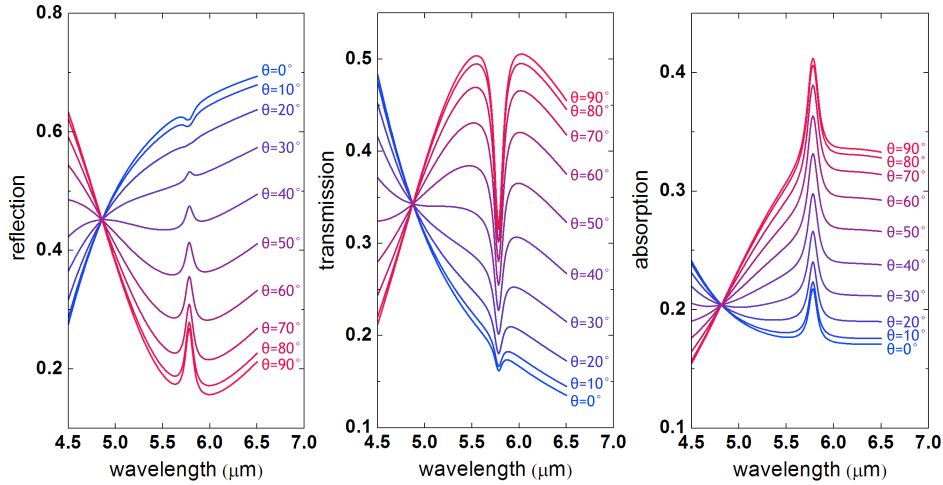 reflection
0.8
0.6
0.4
0.2
θ=0°
θ=10°
θ=20°
θ=30°
θ=40°
θ=50°
θ=60°
θ=70°
θ=80°
θ=90°
4.5 5.0 5.5 6.0 6.5 7.0
wavelength (μm)
transmission
0.5
0.4
0.3
0.2
0.1
θ=90°
θ=80°
θ=70°
θ=60°
θ=50°
θ=40°
θ=30°
θ=20°
θ=10°
θ=0°
4.5 5.0 5.5 6.0 6.5 7.0
wavelength (μm)
absorption
0.4
0.3
0.2
0.1
θ=90°
θ=80°
θ=70°
θ=60°
θ=50°
θ=40°
θ=30°
θ=20°
θ=10°
θ=0°
4.5 5.0 5.5 6.0 6.5 7.0
wavelength (μm)